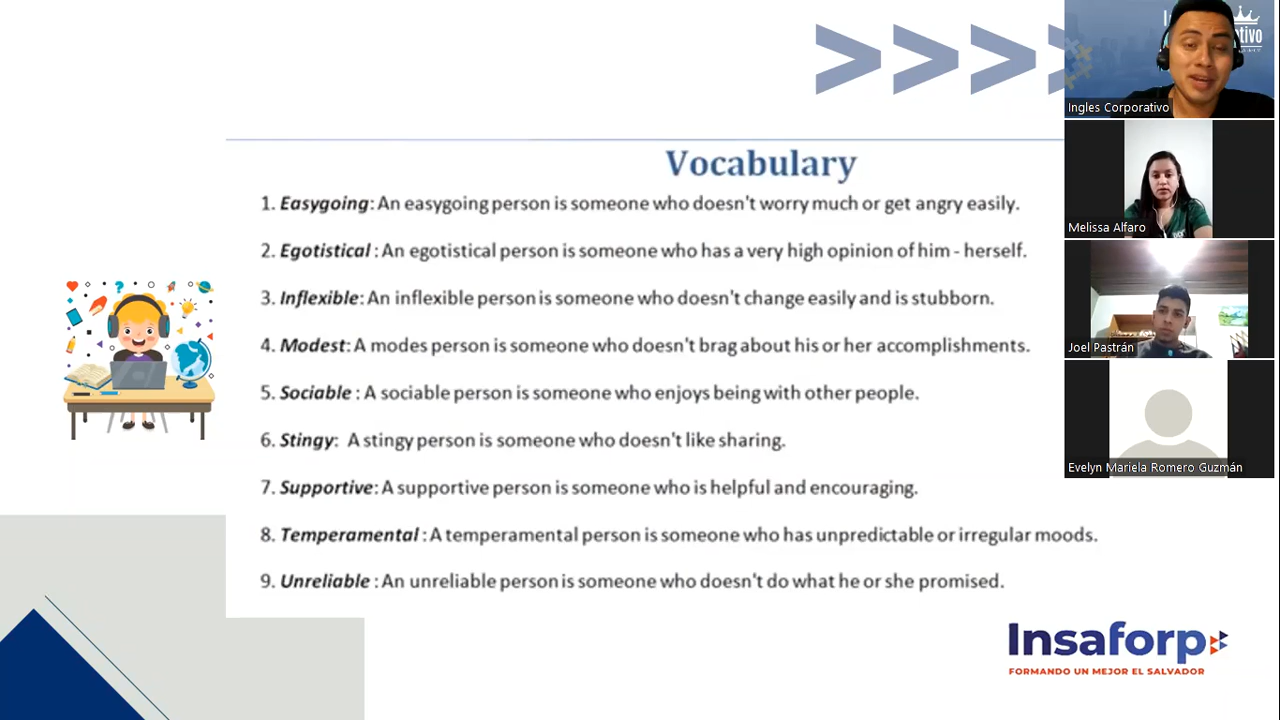 Vocabulary
1. Easygoing: An easygoing person is someone who doesn't worry much or get angry easily.
2. Egotistical : An egotistical person is someone who has a very high opinion of him - herself.
3. Inflexible: An inflexible person is someone who doesn't change easily and is stubborn.
4. Modest: A modes person is someone who doesn't brag about his or her accomplishments.
5. Sociable : A sociable person is someone who enjoys being with other people.
6. Stingy: A stingy person is someone who doesn't like sharing.
7. Supportive: A supportive person is someone who is helpful and encouraging.
8. Temperamental : A temperamental person is someone who has unpredictable or irregular moods.
9. Unreliable : An unreliable person is someone who doesn't do what he or she promised.
Insaforp
FORMANDO UN MEJOR EL SALVADOR
Ingles Corporativo
Melissa Alfaro
Joel Pastrán
Evelyn Mariela Romero Guzmán